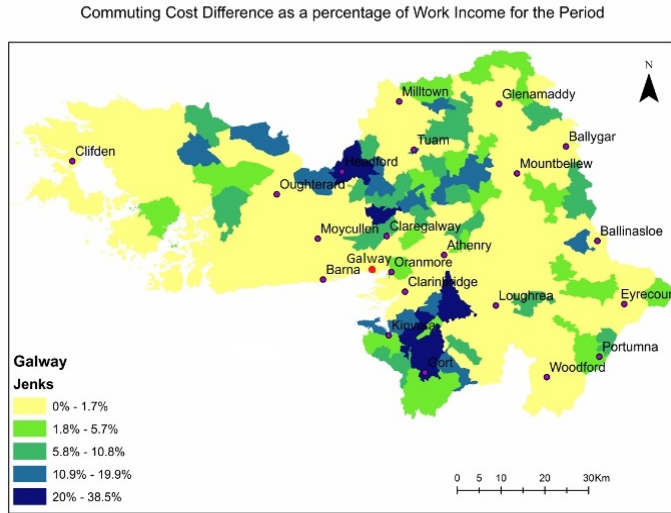 Commuting Cost Difference as a percentage of Work Income for the Period
N
Milltown
Glenamaddy
Tuam
Ballygar
Clifden
Headford
Mountbellew
Oughterard
Moycullen
Claregalway
Ballinasloe
Athenry
Galway
Oranmore
Barna
Clarinbridge
Loughrea
Eyrecourt
Kinvara
Portumna
Gort
Woodford
Galway
Jenks
0% - 1.7%
1.8% - 5.7%
5.8% - 10.8%
10.9% - 19.9%
20% - 38.5%
0 5 10 20 30Km